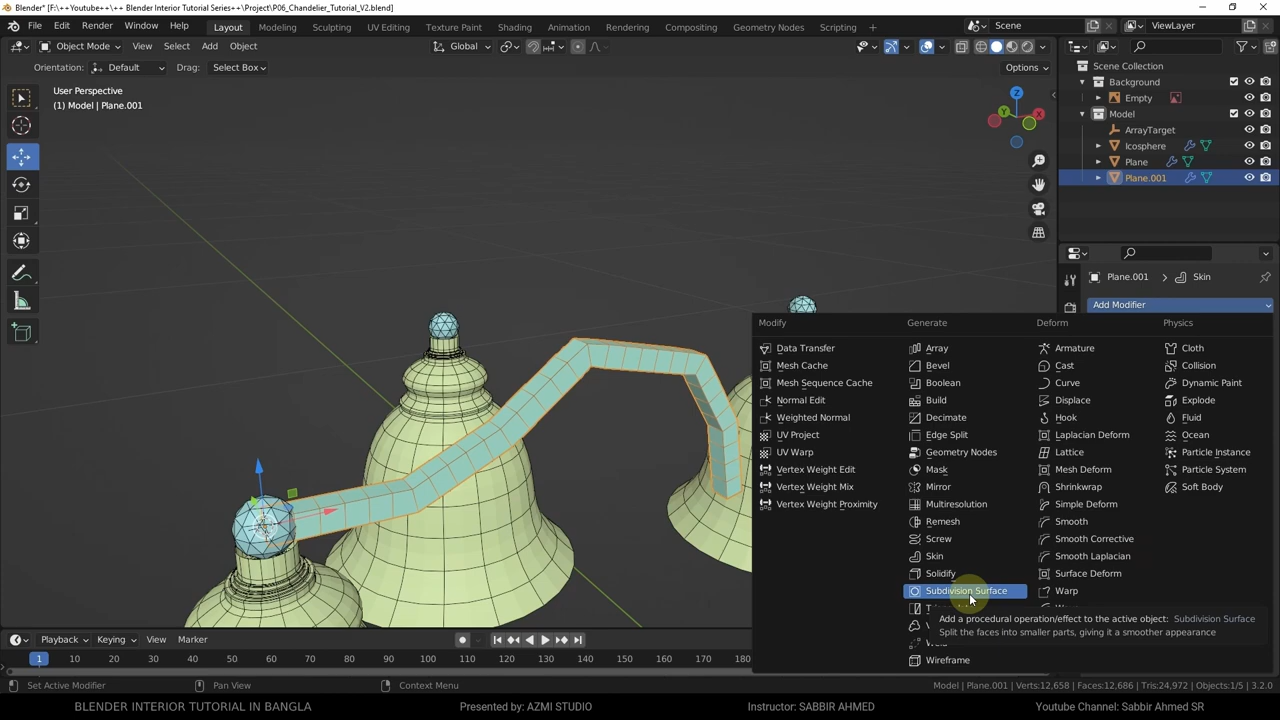 Blender* [F:\++Youtube++\++ Blender Interior Tutorial Series++\Project\P06_Chandelier_Tutorial_V2.blend]
File Edit Render Window Help Layout Modeling Sculpting UV Editing Texture Paint Shading Animation Rendering Compositing Geometry Nodes Scripting + Scene ViewLayer
Object Mode View Select Add Object Global
Orientation: Default Drag: Select Box Options
User Perspective
(1) Model | Plane.001
Z
Y X
Scene Collection
Background
Empty
Model
ArrayTarget
Icosphere
Plane
Plane.001
Plane.001 > Skin
Add Modifier
Modify Generate Deform Physics
Data Transfer Array Armature Cloth
Mesh Cache Bevel Cast Collision
Mesh Sequence Cache Boolean Curve Dynamic Paint
Normal Edit Build Displace Explode
Weighted Normal Decimate Hook Fluid
UV Project Edge Split Laplacian Deform Ocean
UV Warp Geometry Nodes Lattice Particle Instance
Vertex Weight Edit Mask Mesh Deform Particle System
Vertex Weight Mix Mirror Shrinkwrap Soft Body
Vertex Weight Proximity Multiresolution Simple Deform
Remesh Smooth
Screw Smooth Corrective
Skin Smooth Laplacian
Solidify Surface Deform
Subdivision Surface Warp
Add a procedural operation/effect to the active object: Subdivision Surface
Split the faces into smaller parts, giving it a smoother appearance
Wireframe
Playback Keying View Marker
1 10 20 30 40 50 60 70 80 90 100 110 120 130 140 150 160 170 180
Set Active Modifier Pan View Context Menu Model | Plane.001 | Verts:12,658 | Faces:12,686 | Tris:24,972 | Objects:1/5 | 3.2.0
BLENDER INTERIOR TUTORIAL IN BANGLA Presented by: AZMI STUDIO Instructor: SABBIR AHMED Youtube Channel: Sabbir Ahmed SR